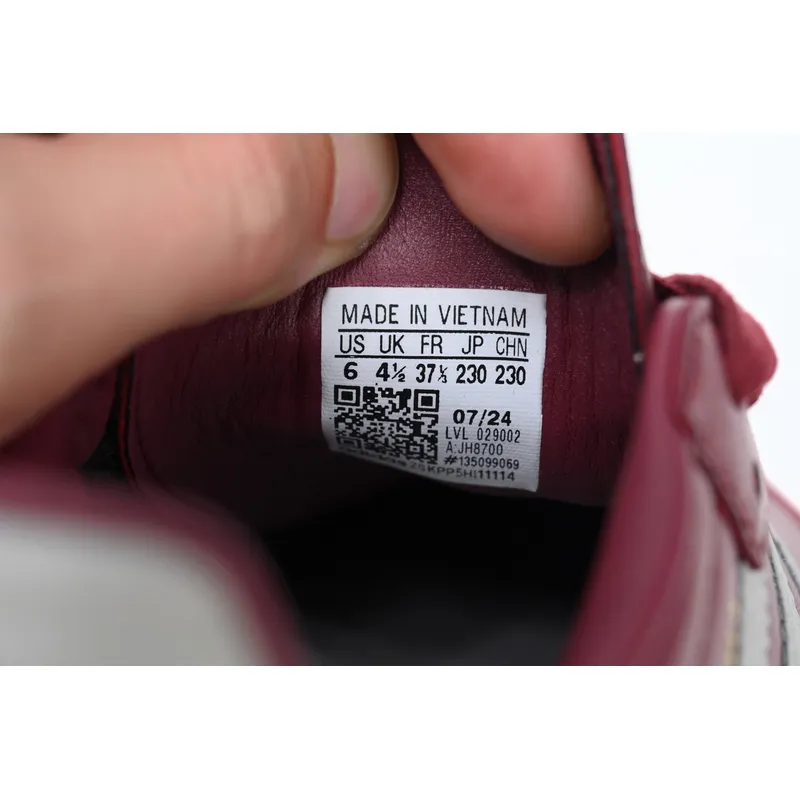 MADE IN VIETNAM
US UK FR JP CHN
6 4½ 37⅓ 230 230
07/24
LVL 029002
A:JH8700
#135099069
2SKPP5HI11114